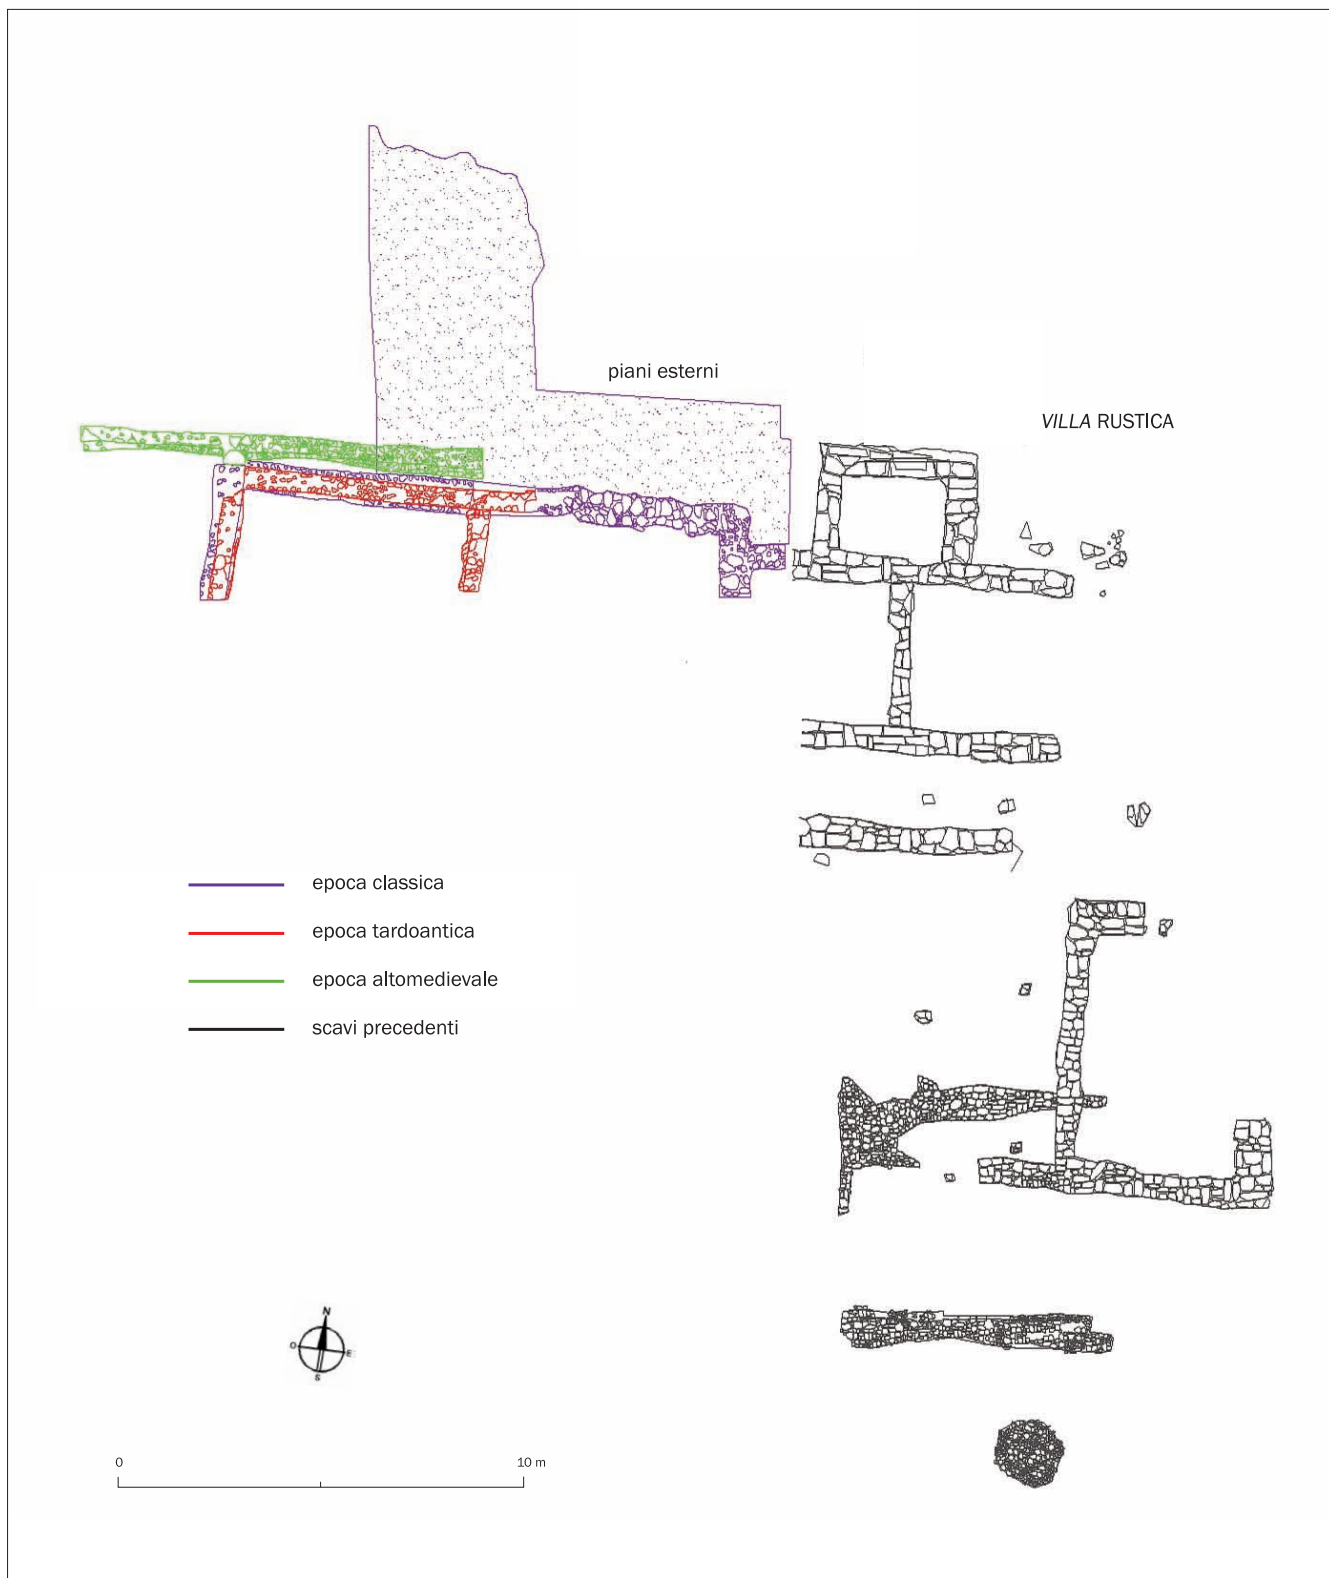 piani esterni
VILLA RUSTICA
epoca classica
epoca tardoantica
epoca altomedievale
scavi precedenti
N
O E
S
0 10 m